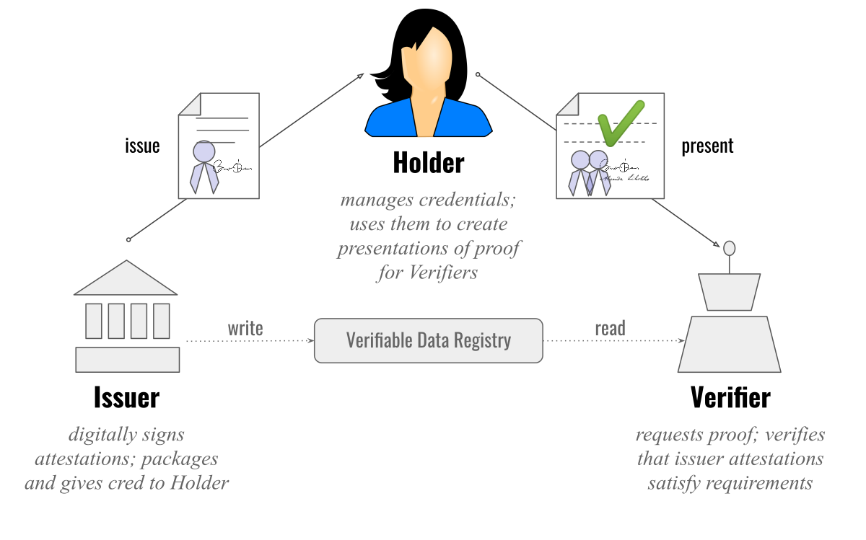 issue
present
Holder
manages credentials;
uses them to create
presentations of proof
for Verifiers
write
Verifiable Data Registry
read
Issuer
digitally signs
attestations; packages
and gives cred to Holder
Verifier
requests proof; verifies
that issuer attestations
satisfy requirements